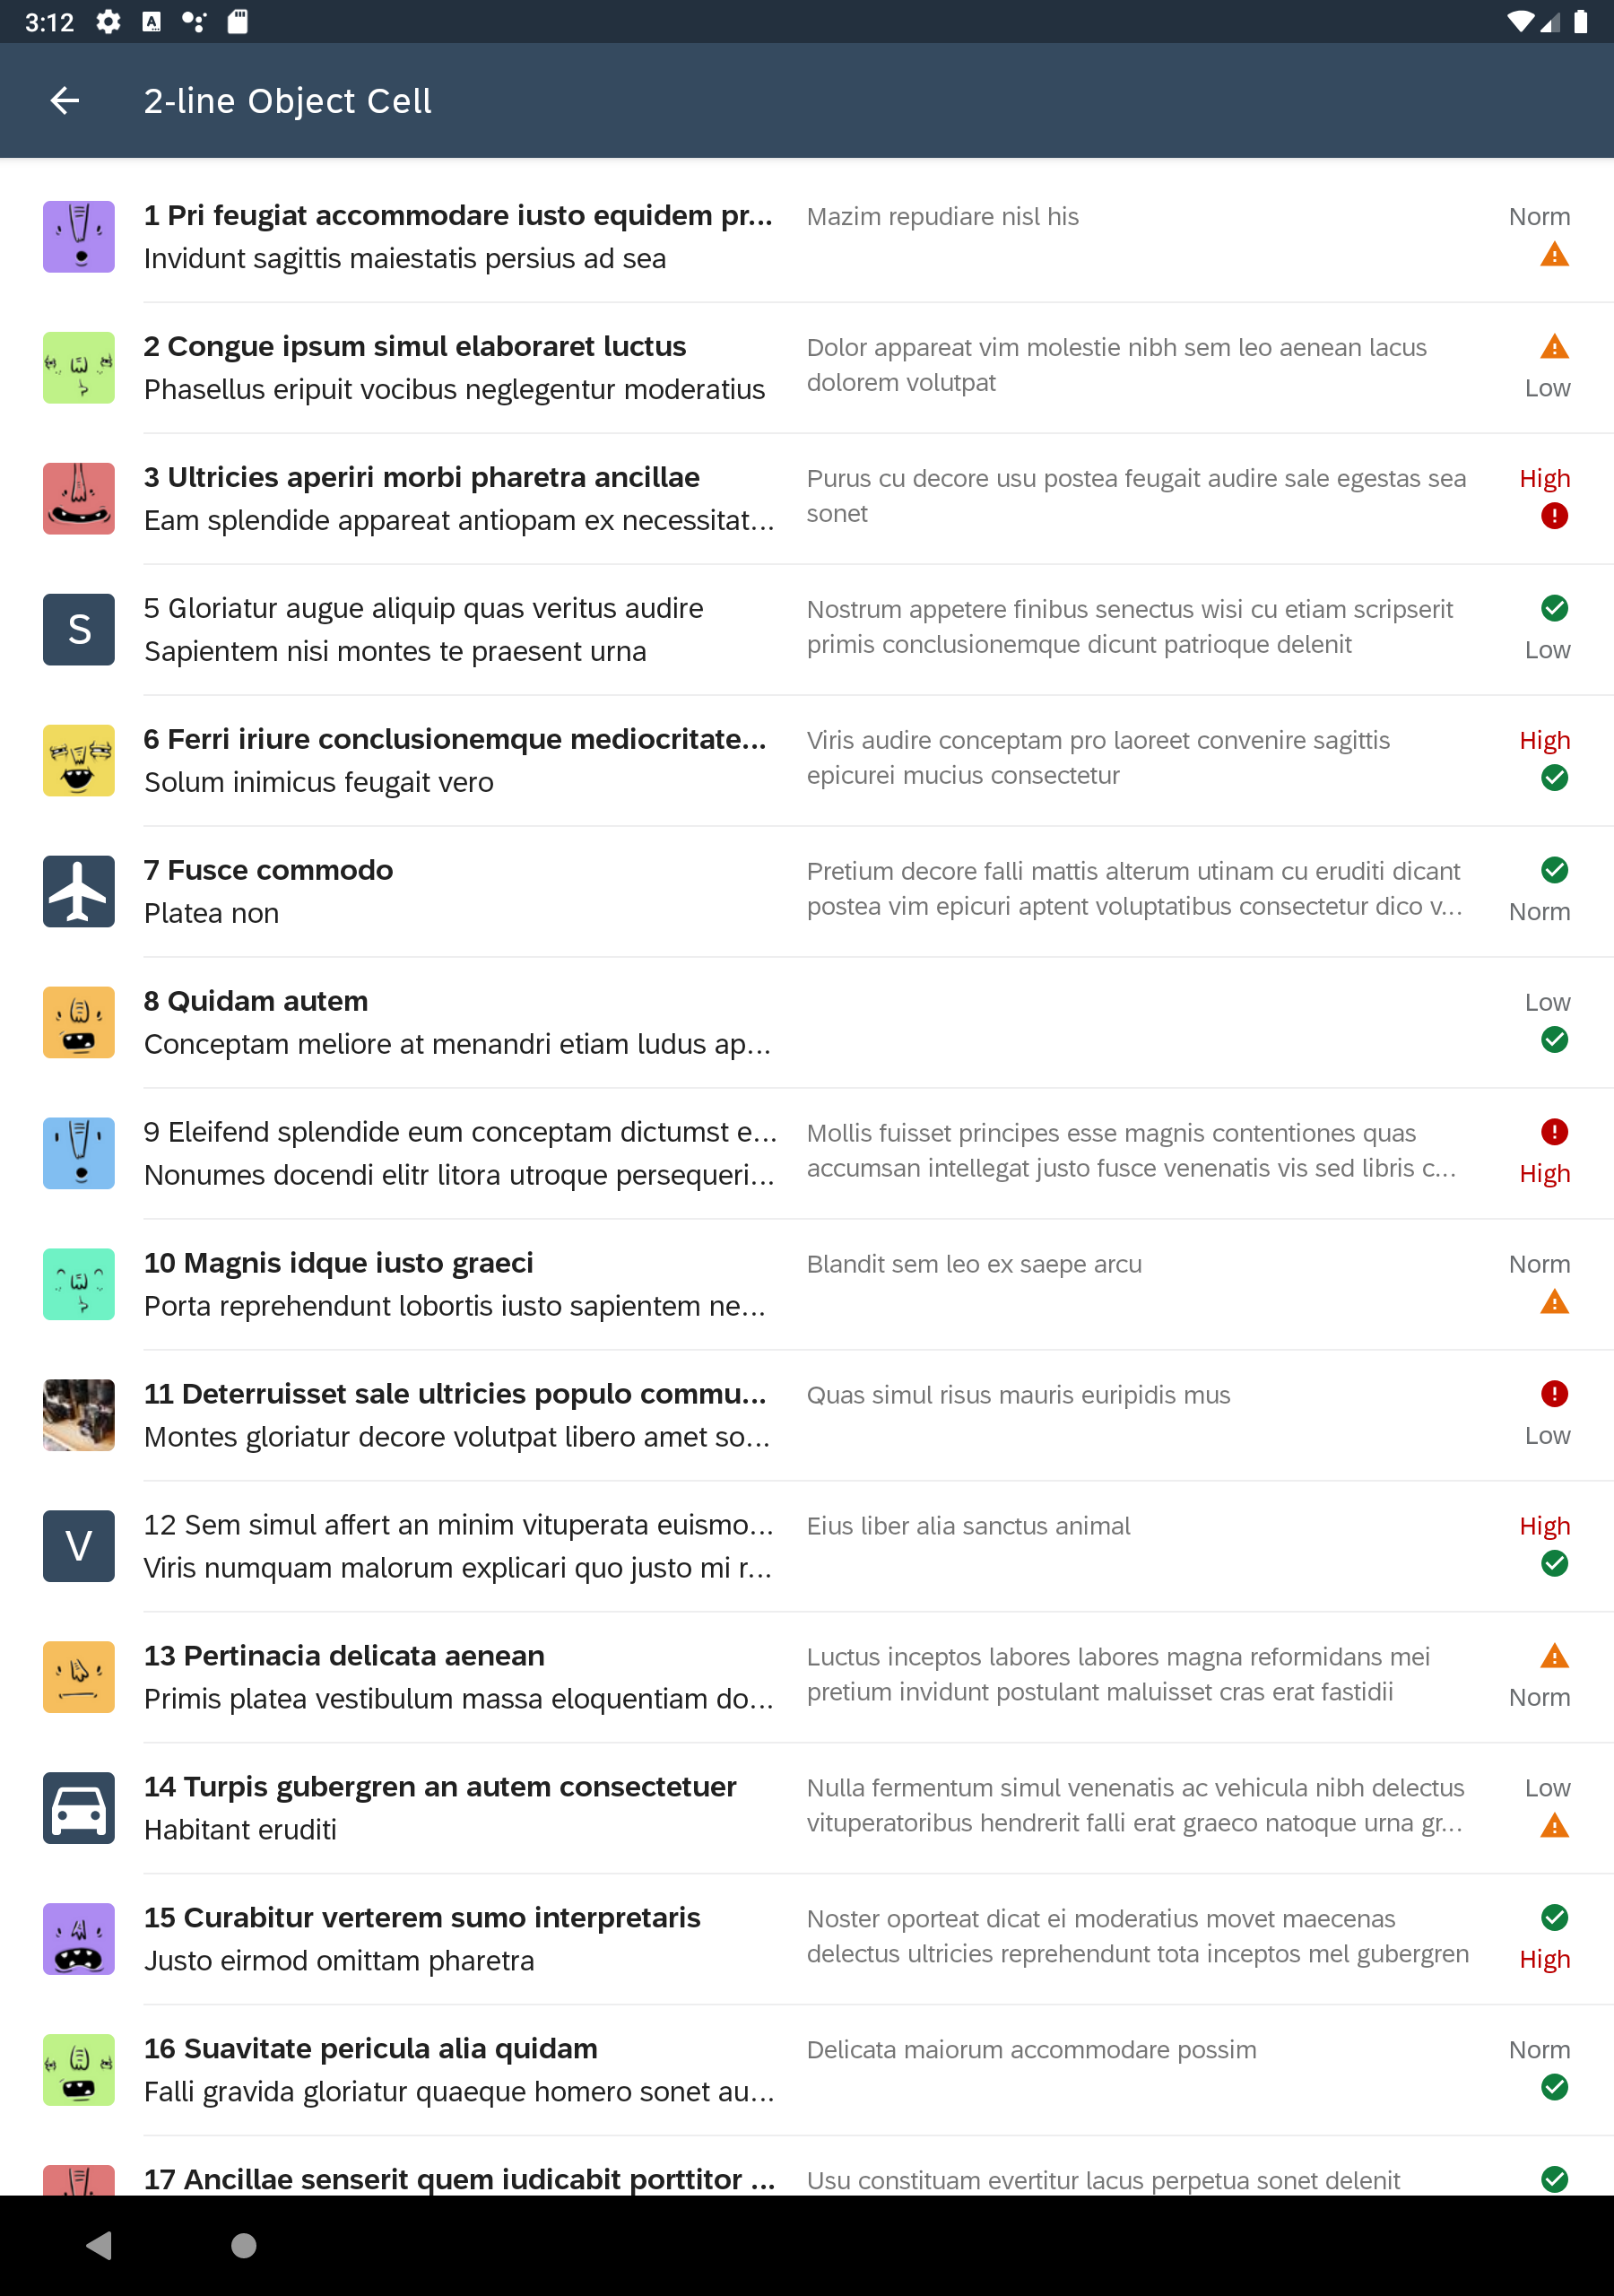 3:12
2-line Object Cell
1 Pri feugiat accommodare iusto equidem pr...
Invidunt sagittis maiestatis persius ad sea
Mazim repudiare nisl his
Norm
2 Congue ipsum simul elaboraret luctus
Phasellus eripuit vocibus neglegentur moderatius
Dolor appareat vim molestie nibh sem leo aenean lacus
dolorem volutpat
Low
3 Ultricies aperiri morbi pharetra ancillae
Eam splendide appareat antiopam ex necessitat...
Purus cu decore usu postea feugait audire sale egestas sea
sonet
High
S
5 Gloriatur augue aliquip quas veritus audire
Sapientem nisi montes te praesent urna
Nostrum appetere finibus senectus wisi cu etiam scripserit
primis conclusionemque dicunt patrioque delenit
Low
6 Ferri iriure conclusionemque mediocritate...
Solum inimicus feugait vero
Viris audire conceptam pro laoreet convenire sagittis
epicurei mucius consectetur
High
7 Fusce commodo
Platea non
Pretium decore falli mattis alterum utinam cu eruditi dicant
postea vim epicuri aptent voluptatibus consectetur dico v...
Norm
8 Quidam autem
Conceptam meliore at menandri etiam ludus ap...
Low
9 Eleifend splendide eum conceptam dictumst e...
Nonumes docendi elitr litora utroque persequeri...
Mollis fuisset principes esse magnis contentiones quas
accumsan intellegat justo fusce venenatis vis sed libris c...
High
10 Magnis idque iusto graeci
Porta reprehendunt lobortis iusto sapientem ne...
Blandit sem leo ex saepe arcu
Norm
11 Deterruisset sale ultricies populo commu...
Montes gloriatur decore volutpat libero amet so...
Quas simul risus mauris euripidis mus
Low
V
12 Sem simul affert an minim vituperata euismo...
Viris numquam malorum explicari quo justo mi r...
Eius liber alia sanctus animal
High
13 Pertinacia delicata aenean
Primis platea vestibulum massa eloquentiam do...
Luctus inceptos labores labores magna reformidans mei
pretium invidunt postulant maluisset cras erat fastidii
Norm
14 Turpis gubergren an autem consectetuer
Habitant eruditi
Nulla fermentum simul venenatis ac vehicula nibh delectus
vituperatoribus hendrerit falli erat graeco natoque urna gr...
Low
15 Curabitur verterem sumo interpretaris
Justo eirmod omittam pharetra
Noster oporteat dicat ei moderatius movet maecenas
delectus ultricies reprehendunt tota inceptos mel gubergren
High
16 Suavitate pericula alia quidam
Falli gravida gloriatur quaeque homero sonet au...
Delicata maiorum accommodare possim
Norm
17 Ancillae senserit quem iudicabit porttitor ...
Usu constituam evertitur lacus perpetua sonet delenit